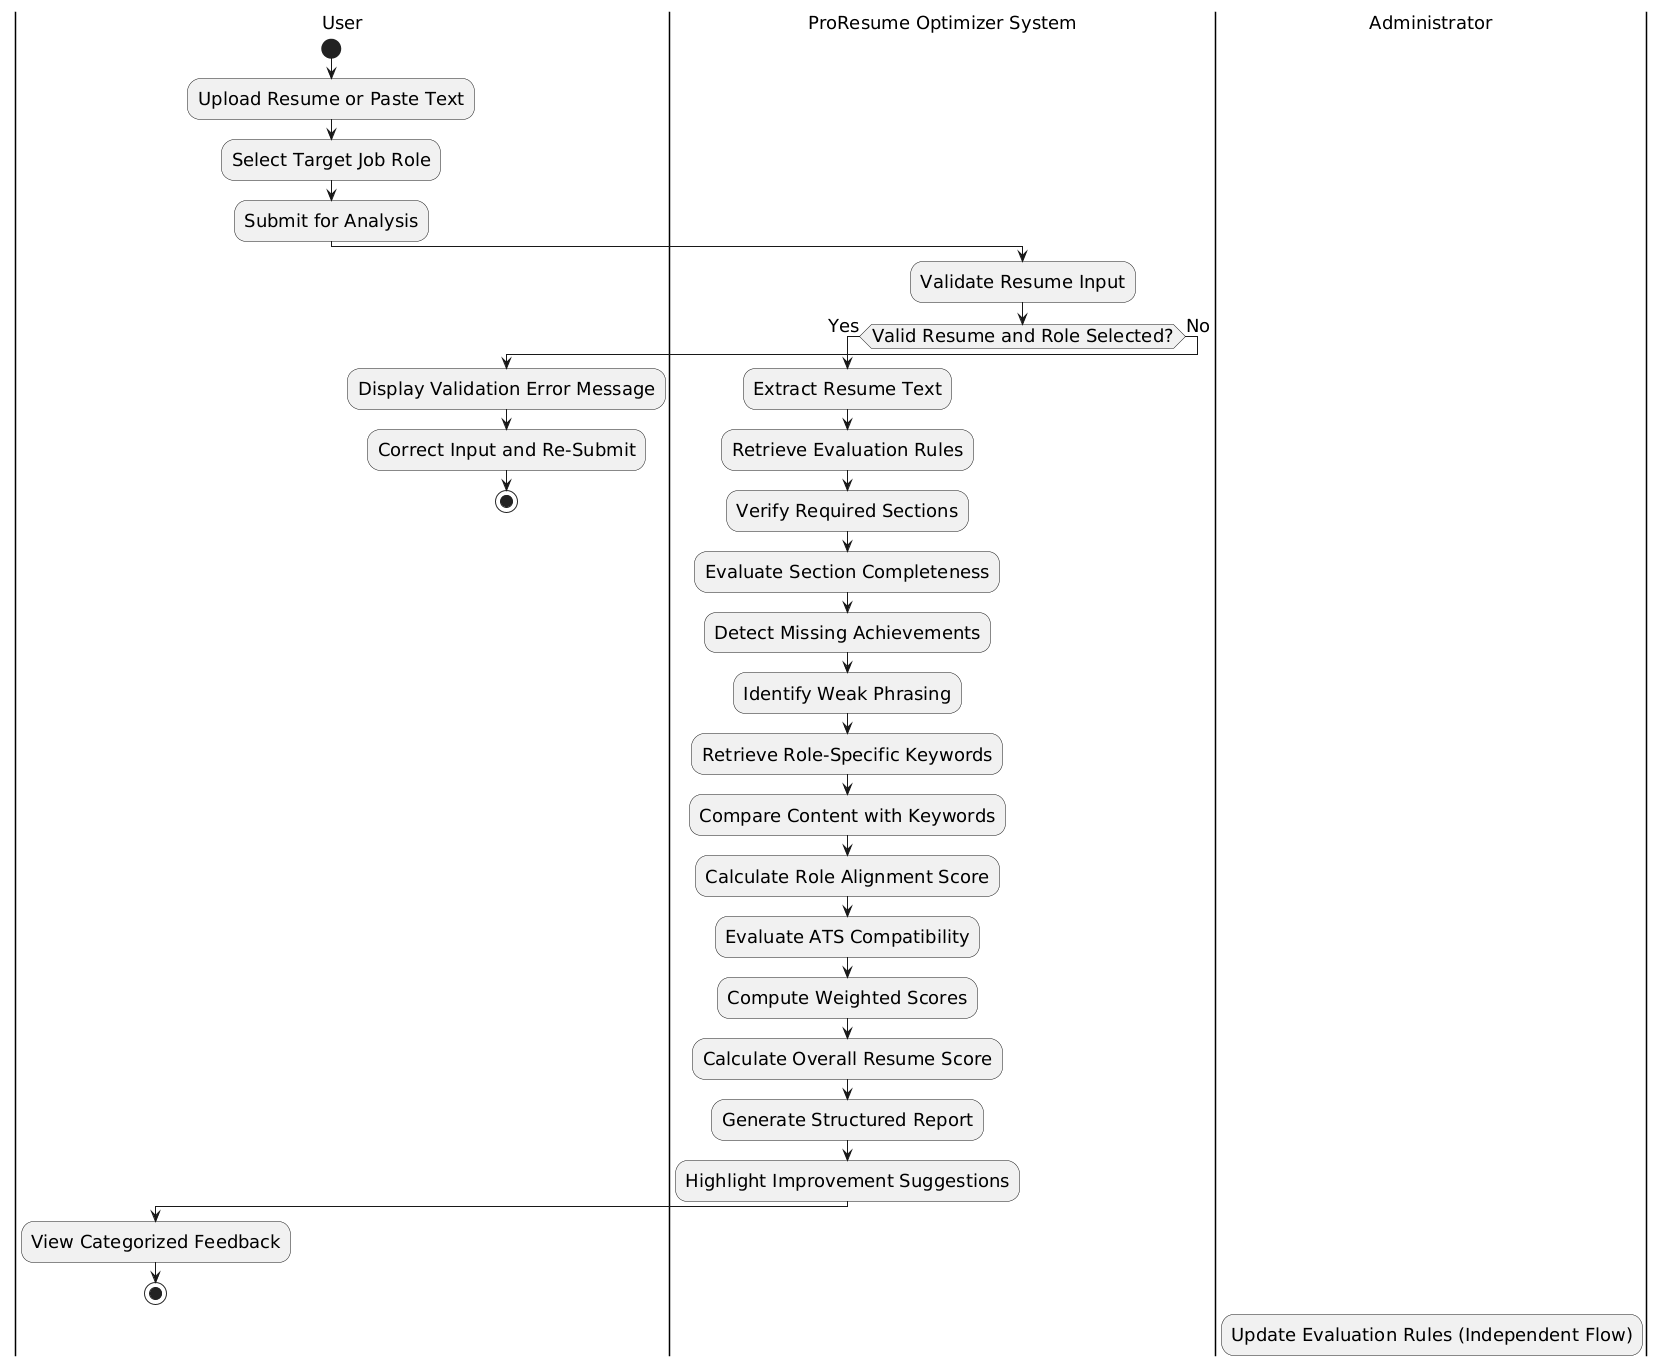 User
ProResume Optimizer System
Administrator
Upload Resume or Paste Text
Select Target Job Role
Submit for Analysis
Validate Resume Input
Yes
Valid Resume and Role Selected?
No
Display Validation Error Message
Correct Input and Re-Submit
Extract Resume Text
Retrieve Evaluation Rules
Verify Required Sections
Evaluate Section Completeness
Detect Missing Achievements
Identify Weak Phrasing
Retrieve Role-Specific Keywords
Compare Content with Keywords
Calculate Role Alignment Score
Evaluate ATS Compatibility
Compute Weighted Scores
Calculate Overall Resume Score
Generate Structured Report
Highlight Improvement Suggestions
View Categorized Feedback
Update Evaluation Rules (Independent Flow)